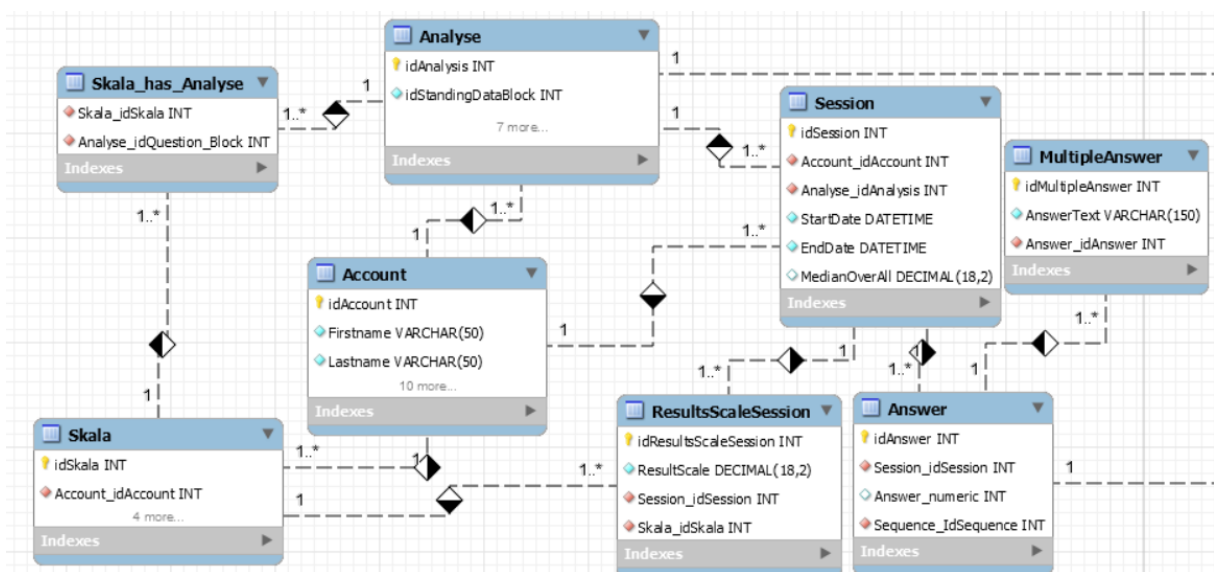 Analyse
idAnalysis INT
idStandingDataBlock INT
7 more...
Indexes
Skala_has_Analyse
Skala_idSkala INT
Analyse_idQuestion_Block INT
Indexes
Session
idSession INT
Account_idAccount INT
Analyse_idAnalysis INT
StartDate DATETIME
EndDate DATETIME
MedianOverAll DECIMAL(18,2)
Indexes
MultipleAnswer
idMultipleAnswer INT
AnswerText VARCHAR(150)
Answer_idAnswer INT
Indexes
Account
idAccount INT
Firstname VARCHAR(50)
Lastname VARCHAR(50)
10 more...
Indexes
Skala
idSkala INT
Account_idAccount INT
4 more...
Indexes
ResultsScaleSession
idResultsScaleSession INT
ResultScale DECIMAL(18,2)
Session_idSession INT
Skala_idSkala INT
Indexes
Answer
idAnswer INT
Session_idSession INT
Answer_numeric INT
Sequence_IdSequence INT
Indexes
1
1..*
1
1
1..*
1..*
1
1..*
1
1..*
1
1..*
1
1..*
1
1..*
1
1..*
1
1..*
1
1